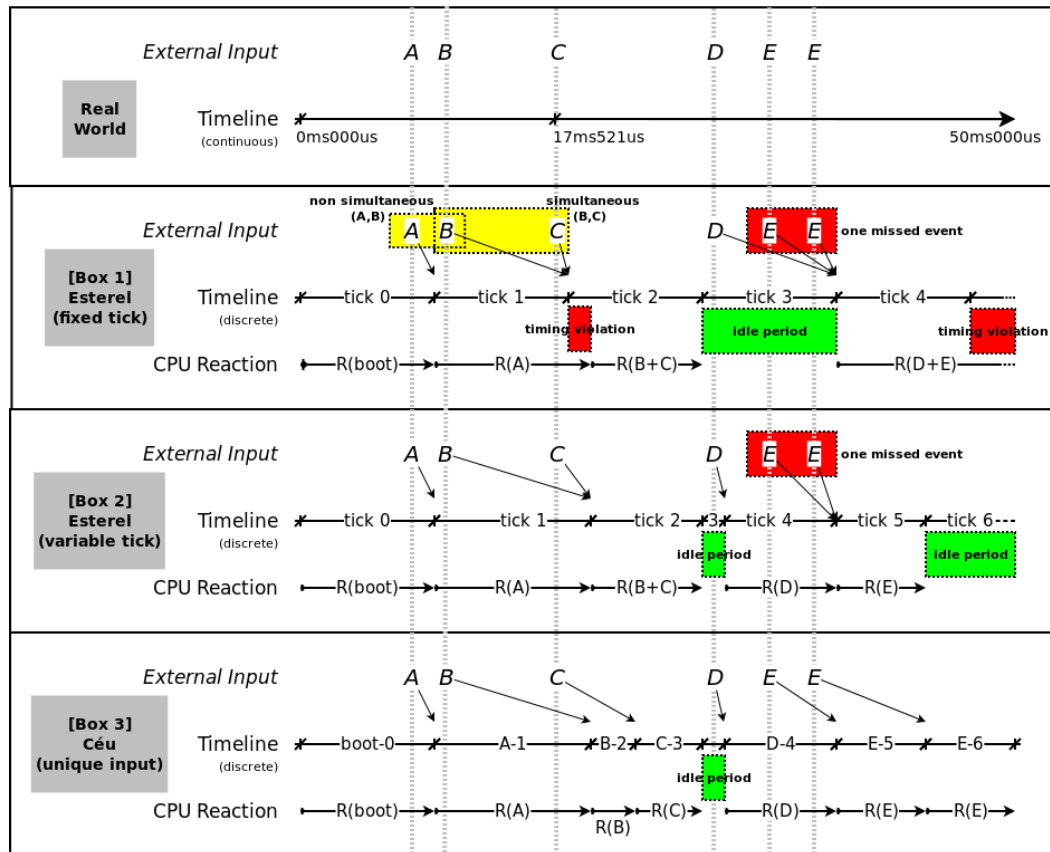 External Input A B C D E E
Real
World
Timeline
(continuous)
0ms000us 17ms521us 50ms000us
non simultaneous
(A,B)
simultaneous
(B,C)
External Input A B C D E E one missed event
[Box 1]
Esterel
(fixed tick)
Timeline tick 0 tick 1 tick 2 tick 3 tick 4
(discrete)
timing violation idle period timing violation
CPU Reaction R(boot) R(A) R(B+C) R(D+E)
External Input A B C D E E one missed event
[Box 2]
Esterel
(variable tick)
Timeline tick 0 tick 1 tick 2 3 tick 4 tick 5 tick 6
(discrete)
idle period idle period
CPU Reaction R(boot) R(A) R(B+C) R(D) R(E)
External Input A B C D E E
[Box 3]
Céu
(unique input)
Timeline boot-0 A-1 B-2 C-3 D-4 E-5 E-6
(discrete)
idle period
CPU Reaction R(boot) R(A) R(B) R(C) R(D) R(E) R(E)